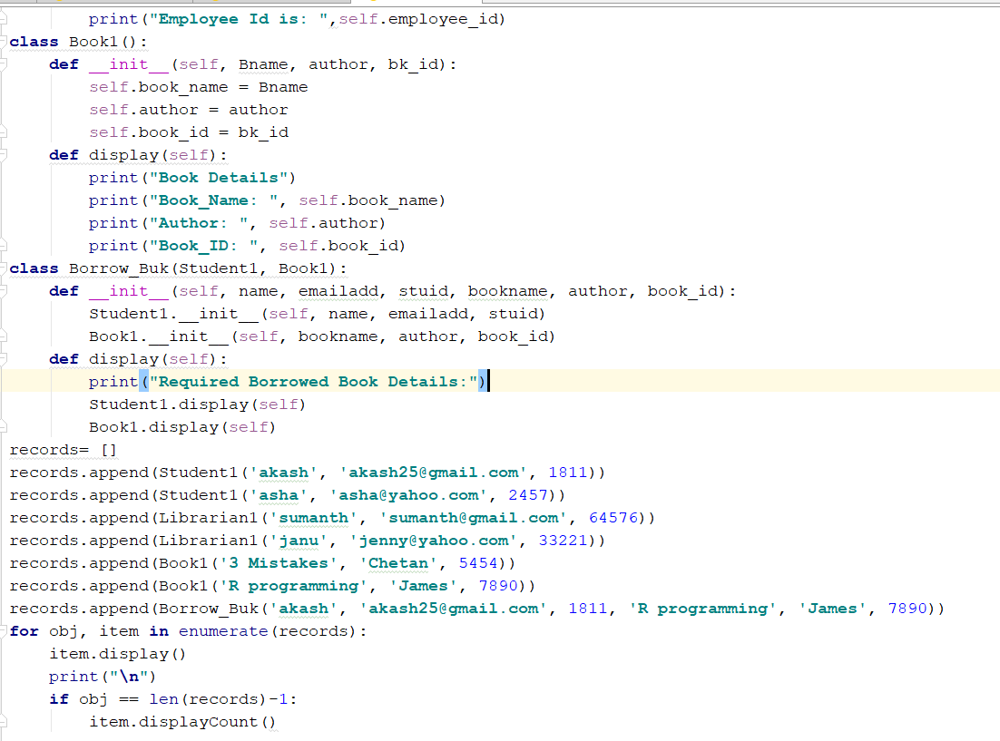 print("Employee Id is: ",self.employee_id)
class Book1():
    def __init__(self, Bname, author, bk_id):
        self.book_name = Bname
        self.author = author
        self.book_id = bk_id
    def display(self):
        print("Book Details")
        print("Book_Name: ", self.book_name)
        print("Author: ", self.author)
        print("Book_ID: ", self.book_id)
class Borrow_Buk(Student1, Book1):
    def __init__(self, name, emailadd, stuid, bookname, author, book_id):
        Student1.__init__(self, name, emailadd, stuid)
        Book1.__init__(self, bookname, author, book_id)
    def display(self):
        print("Required Borrowed Book Details:")
        Student1.display(self)
        Book1.display(self)
records= []
records.append(Student1('akash', 'akash25@gmail.com', 1811))
records.append(Student1('asha', 'asha@yahoo.com', 2457))
records.append(Librarian1('sumanth', 'sumanth@gmail.com', 64576))
records.append(Librarian1('janu', 'jenny@yahoo.com', 33221))
records.append(Book1('3 Mistakes', 'Chetan', 5454))
records.append(Book1('R programming', 'James', 7890))
records.append(Borrow_Buk('akash', 'akash25@gmail.com', 1811, 'R programming', 'James', 7890))
for obj, item in enumerate(records):
    item.display()
    print("\n")
    if obj == len(records)-1:
        item.displayCount()